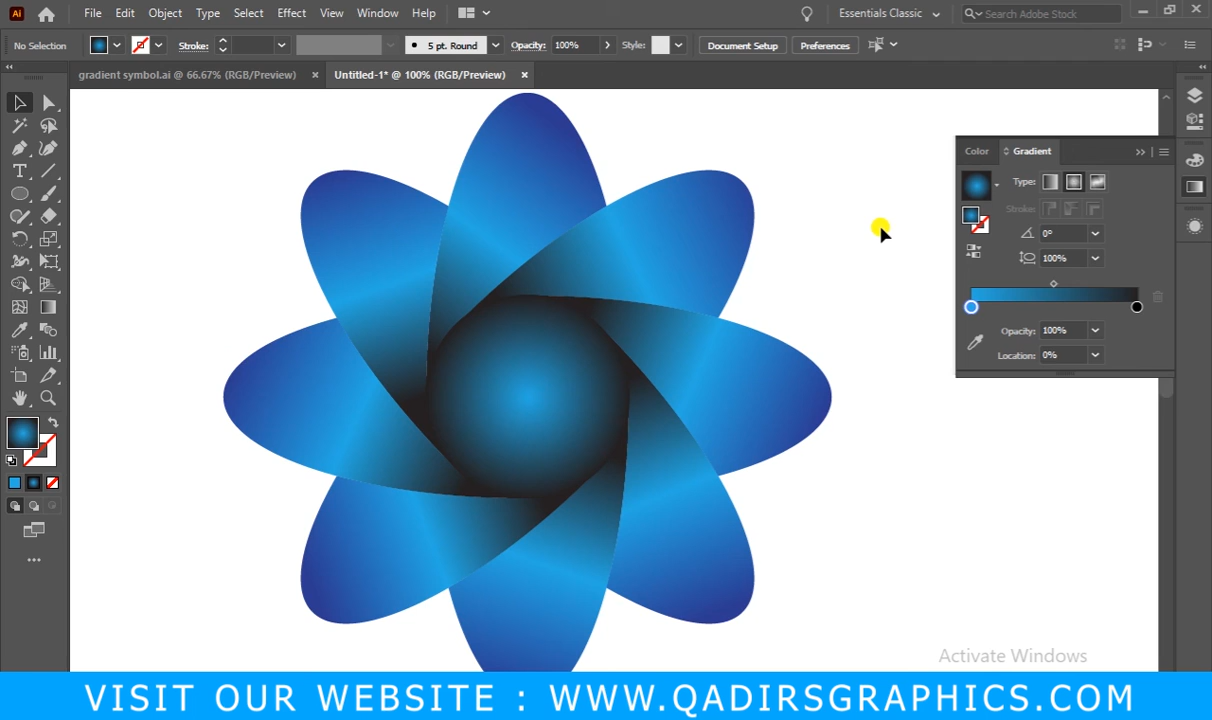 Ai File Edit Object Type Select Effect View Window Help Essentials Classic Search Adobe Stock
No Selection Stroke: 5 pt. Round Opacity: 100% Style: Document Setup Preferences
gradient symbol.ai @ 66.67% (RGB/Preview) × Untitled-1* @ 100% (RGB/Preview) ×
Color Gradient
Type:
Stroke:
0°
100%
Opacity: 100%
Location: 0%
Activate Windows
VISIT OUR WEBSITE : WWW.QADIRSGRAPHICS.COM